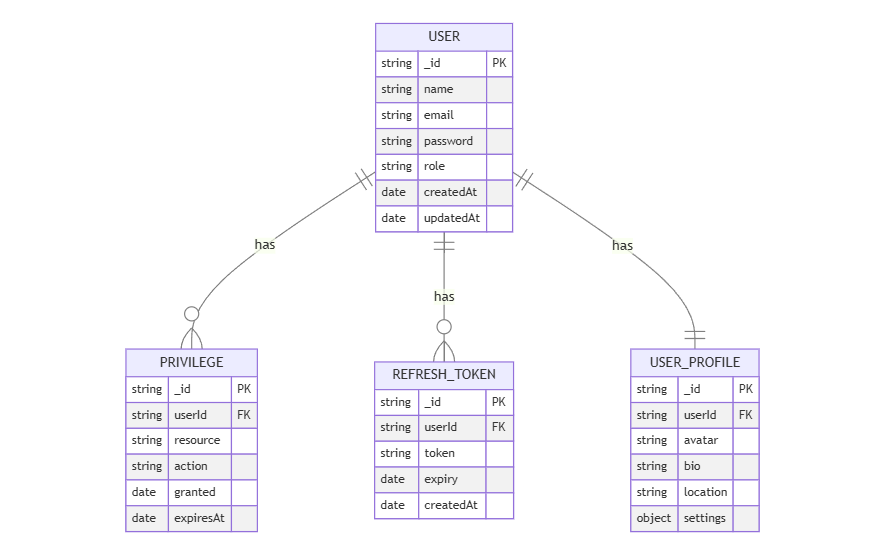 USER
string _id PK
string name
string email
string password
string role
date createdAt
date updatedAt
has
has
has
PRIVILEGE
string _id PK
string userId FK
string resource
string action
date granted
date expiresAt
REFRESH_TOKEN
string _id PK
string userId FK
string token
date expiry
date createdAt
USER_PROFILE
string _id PK
string userId FK
string avatar
string bio
string location
object settings